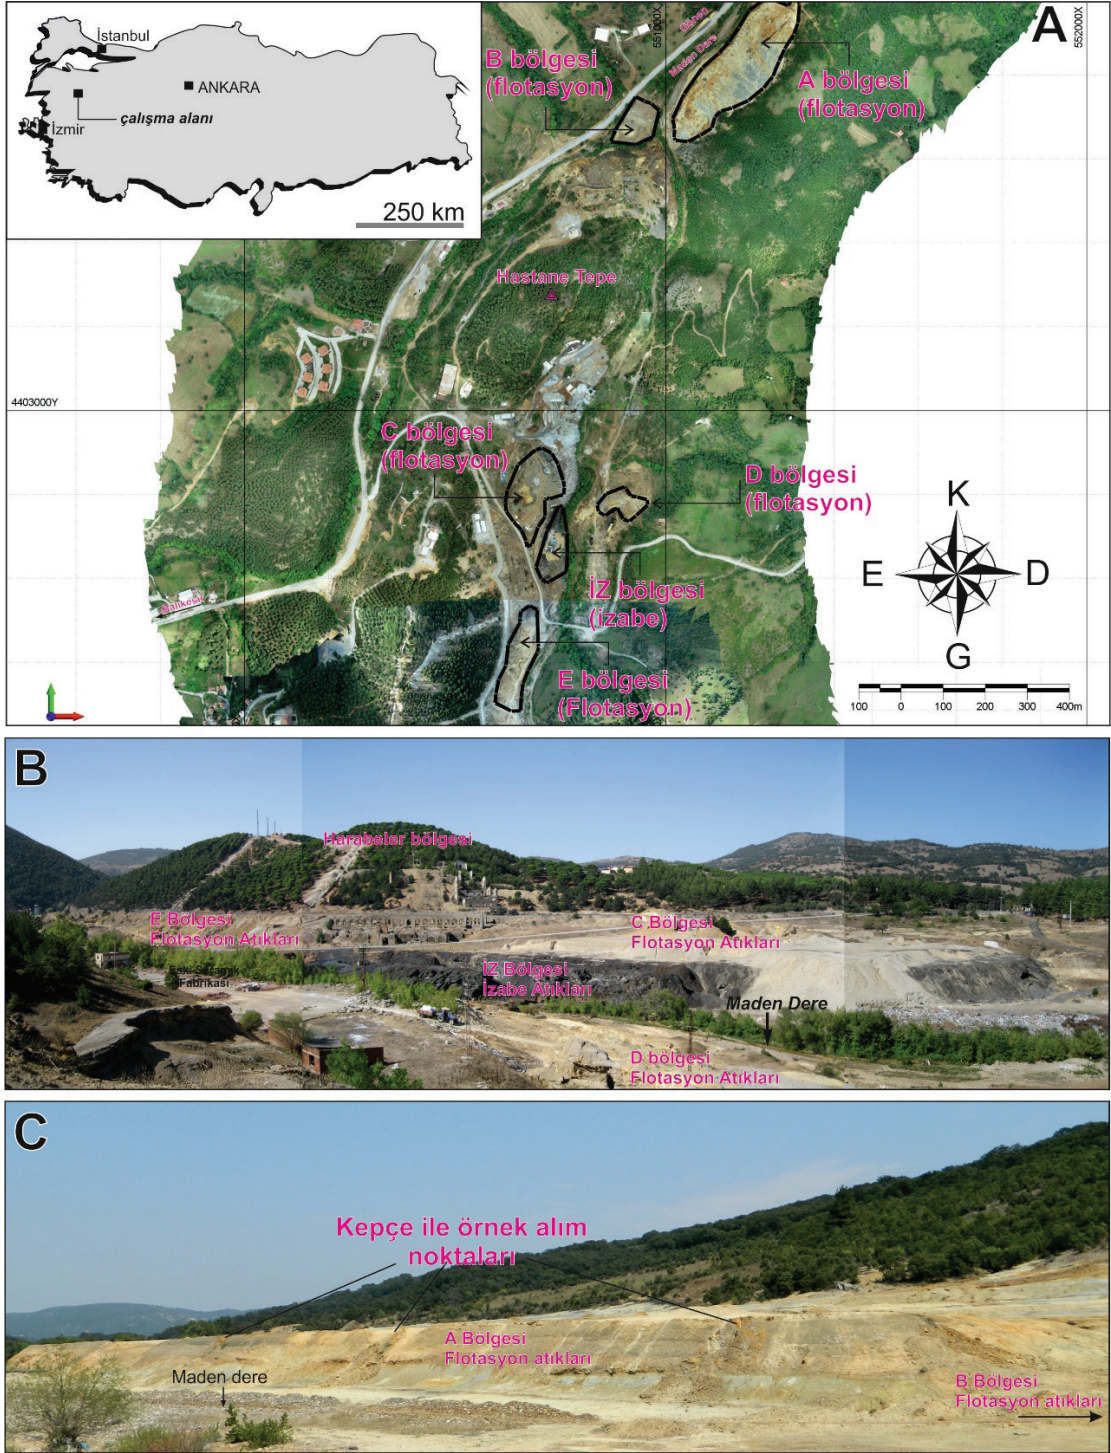 A
İstanbul
ANKARA
çalışma alanı
İzmir
250 km
551000X
552000X
Gönen
Maden Dere
B bölgesi
(flotasyon)
A bölgesi
(flotasyon)
Hastane Tepe
4403000Y
C bölgesi
(flotasyon)
D bölgesi
(flotasyon)
K
E
D
G
İZ bölgesi
(izabe)
Balıkesir
E bölgesi
(Flotasyon)
100 0 100 200 300 400m
B
Harabeler bölgesi
E Bölgesi
Flotasyon Atıkları
C Bölgesi
Flotasyon Atıkları
İZ Bölgesi
İzabe Atıkları
Fabrikası
Maden Dere
D bölgesi
Flotasyon Atıkları
C
Kepçe ile örnek alım
noktaları
A Bölgesi
Flotasyon atıkları
Maden dere
B Bölgesi
Flotasyon atıkları